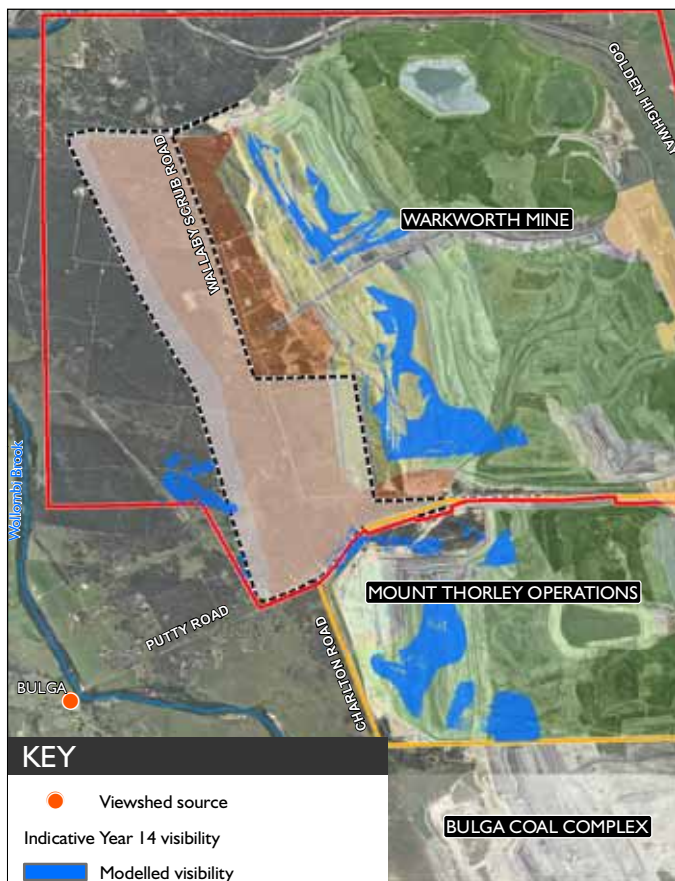 GOLDEN HIGHWAY
WALLABY SCRUB ROAD
WARKWORTH MINE
Wollombi Brook
MOUNT THORLEY OPERATIONS
PUTTY ROAD
CHARLTON ROAD
BULGA
KEY
Viewshed source
Indicative Year 14 visibility
Modelled visibility
BULGA COAL COMPLEX